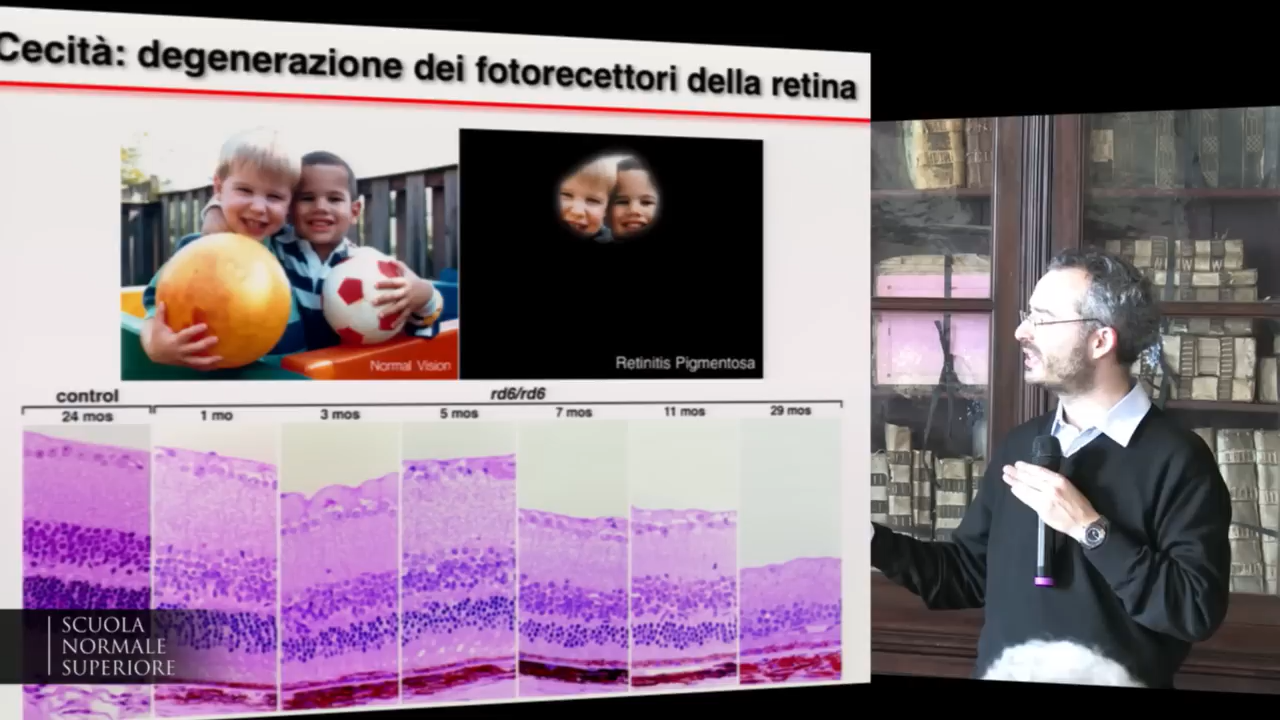 Cecità: degenerazione dei fotorecettori della retina
Normal Vision
Retinitis Pigmentosa
control
rd6/rd6
24 mos
1 mo
3 mos
5 mos
7 mos
11 mos
29 mos
SCUOLA
NORMALE
SUPERIORE